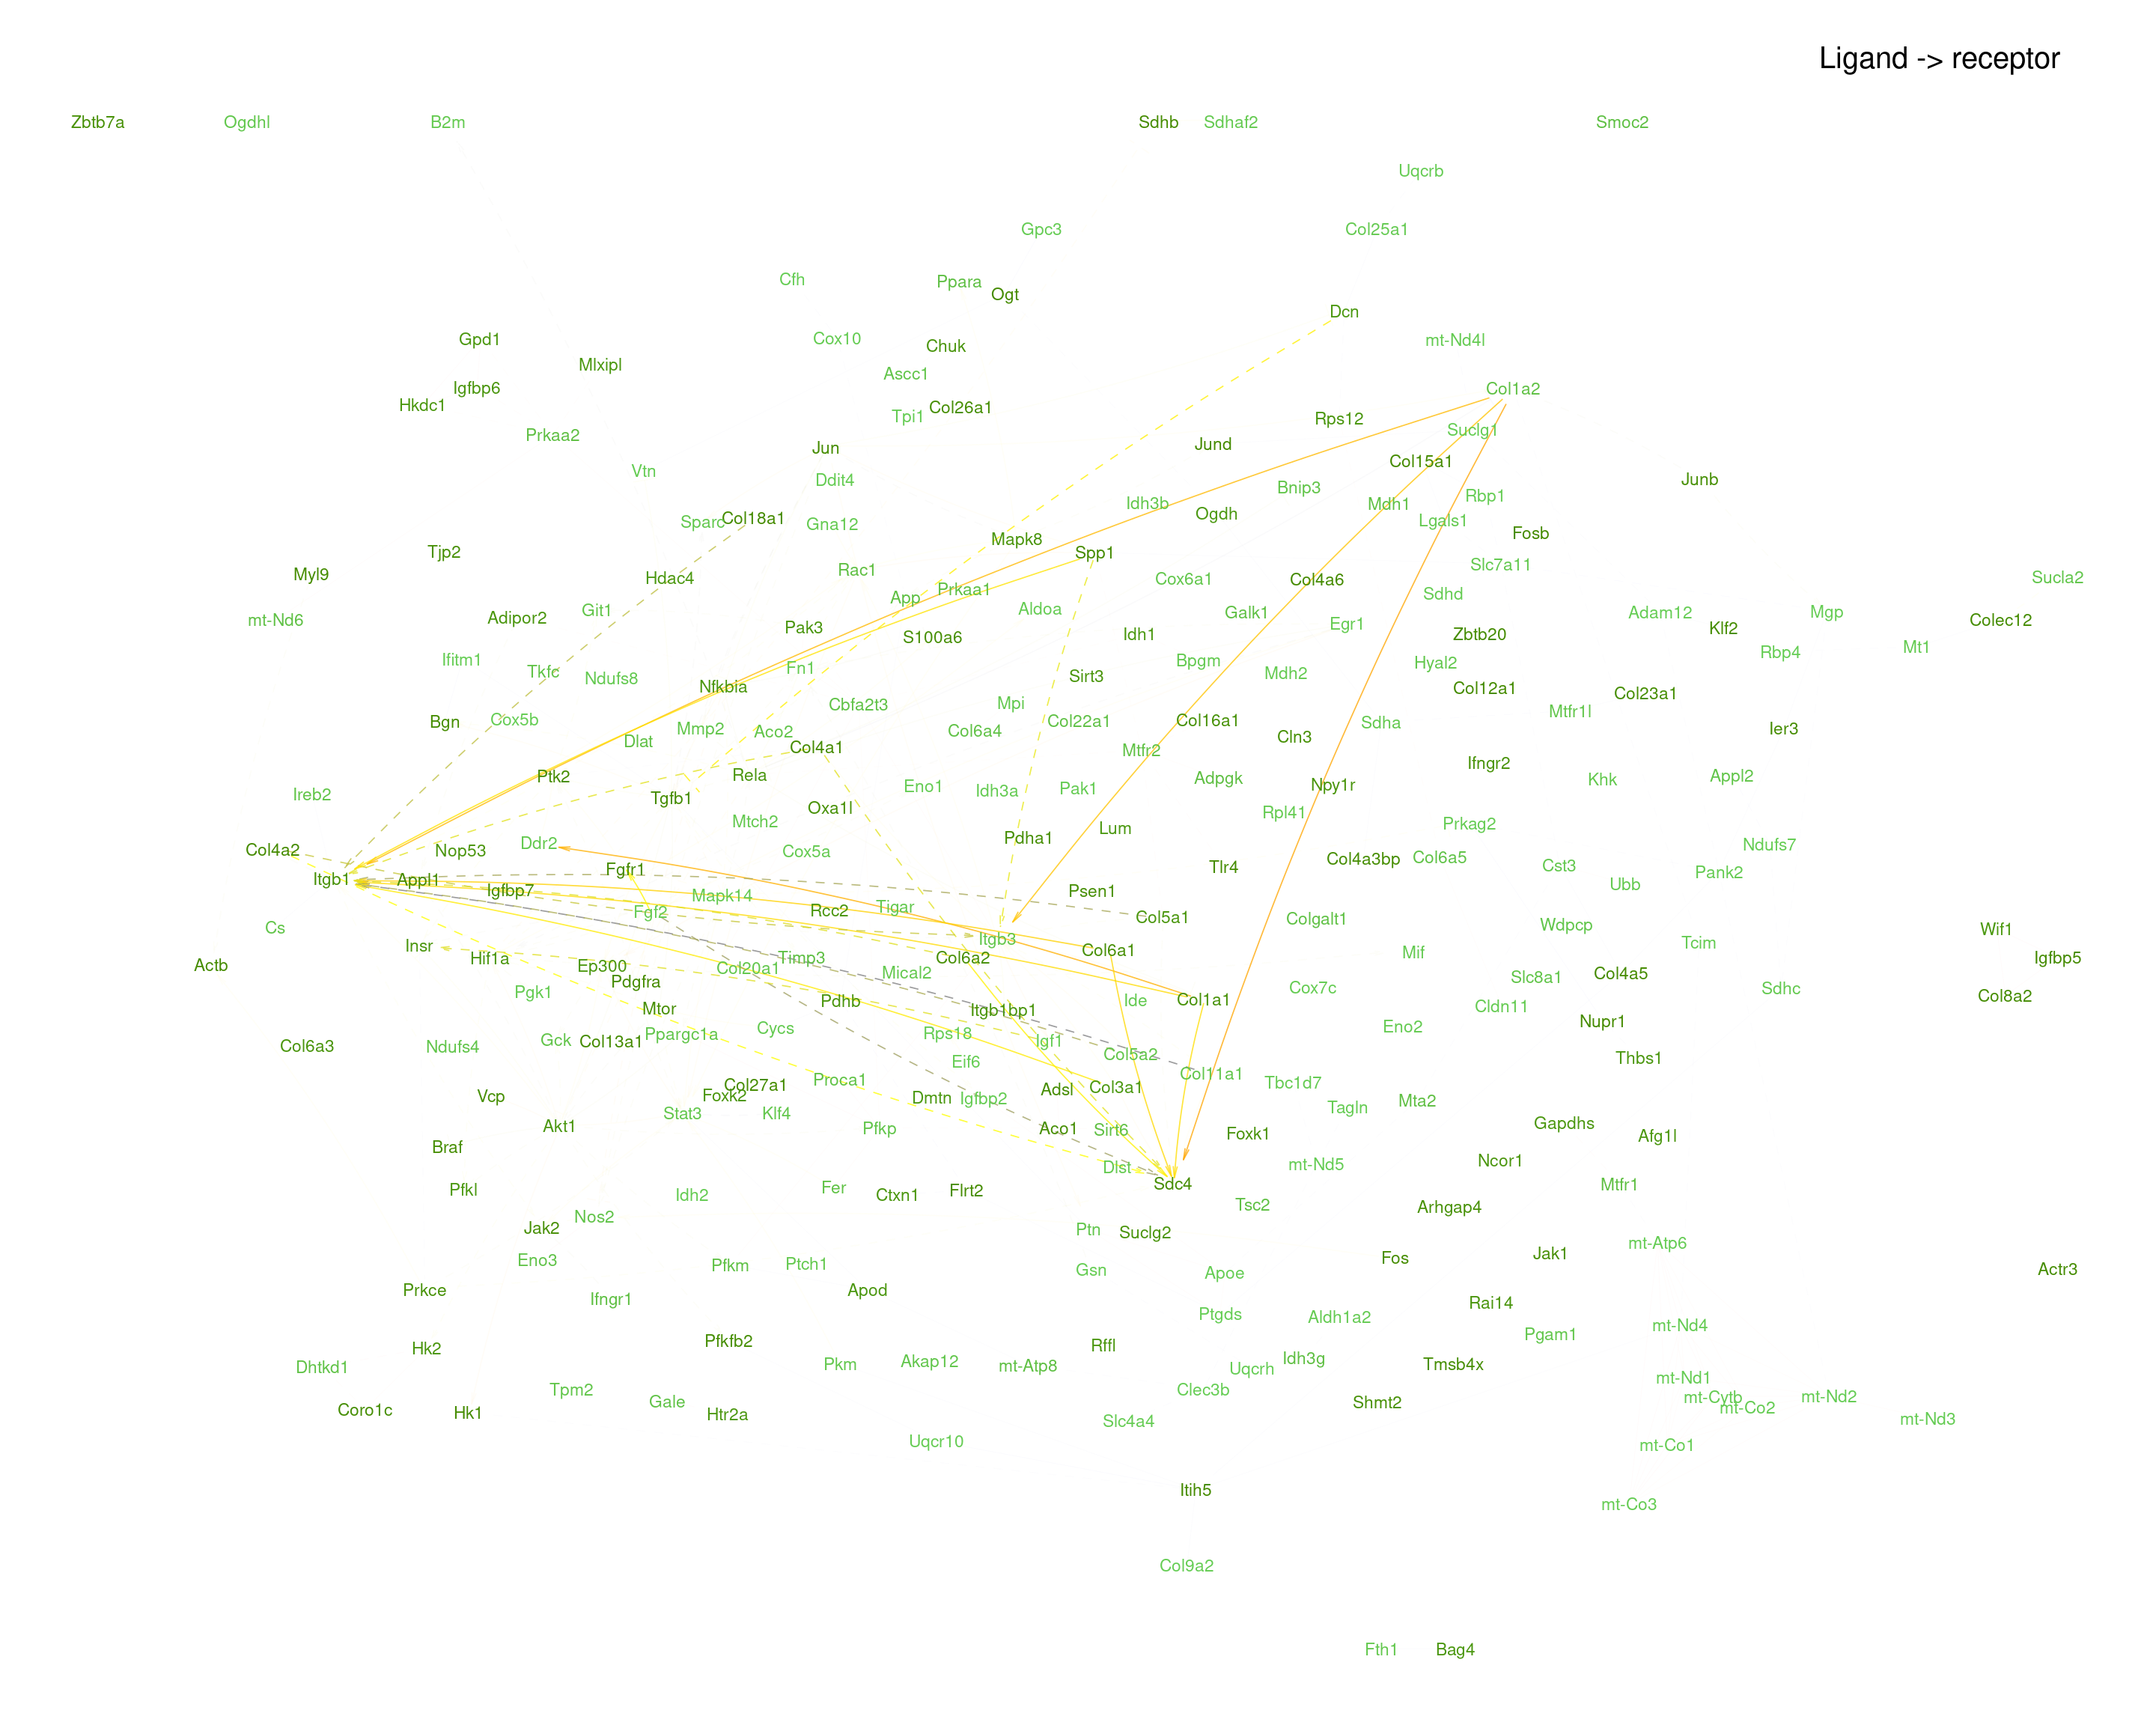 Ligand -> receptor
Zbtb7a Ogdhl B2m Sdhb Sdhaf2 Smoc2
Uqcrb
Gpc3 Col25a1
Cfh Ppara
Ogt
Dcn
Gpd1 Cox10 Chuk mt-Nd4l
Mlxipl
Ascc1
Igfbp6 Col1a2
Hkdc1 Col26a1
Tpi1 Rps12
Prkaa2 Suclg1
Jun Jund
Vtn Col15a1
Ddit4 Bnip3 Junb
Idh3b Mdh1 Rbp1
Sparc Col18a1 Gna12 Ogdh Lgals1
Mapk8 Fosb
Tjp2 Spp1
Myl9 Hdac4 Rac1 Cox6a1 Col4a6 Slc7a11 Sucla2
App Prkaa1 Sdhd
mt-Nd6 Adipor2 Git1 Aldoa Galk1 Adam12 Mgp Colec12
Pak3 S100a6 Idh1 Egr1 Zbtb20 Klf2
Ifitm1 Tkfc Ndufs8 Fn1 Sirt3 Bpgm Mdh2 Hyal2 Rbp4 Mt1
Nfkbia Col12a1 Col23a1
Bgn Cox5b Cbfa2t3 Mpi Col22a1 Col16a1 Sdha Mtfr1l
Dlat Mmp2 Aco2 Col4a1 Col6a4 Mtfr2 Cln3 Ier3
Ptk2 Rela Ifngr2
Ireb2 Tgfb1 Oxa1l Eno1 Idh3a Pak1 Adpgk Npy1r Khk Appl2
Mtch2 Pdha1 Lum Rpl41 Prkag2
Col4a2 Nop53 Ddr2 Cox5a Ndufs7
Itgb1 Appl1 Igfbp7 Fgfr1 Mapk14 Psen1 Tlr4 Col4a3bp Col6a5 Cst3 Ubb Pank2
Cs Fgf2 Rcc2 Tigar Col5a1 Colgalt1 Wdpcp Wif1
Insr Hif1a Itgb3 Col6a1 Mif Tcim
Actb Ep300 Col20a1 Timp3 Mical2 Col6a2 Col4a5 Igfbp5
Pgk1 Pdgfra Pdhb Ide Col1a1 Cox7c Slc8a1 Sdhc Col8a2
Mtor Itgb1bp1 Cldn11
Col6a3 Ndufs4 Gck Col13a1 Ppargc1a Cycs Rps18 Igf1 Eno2 Nupr1
Eif6 Col5a2 Thbs1
Vcp Foxk2 Col27a1 Proca1 Dmtn Igfbp2 Adsl Col3a1 Col11a1 Tbc1d7
Akt1 Stat3 Klf4 Pfkp Aco1 Sirt6 Foxk1 Tagln Mta2 Gapdhs
Braf Afg1l
Pfkl Idh2 Fer Ctxn1 Flrt2 Dlst Sdc4 mt-Nd5 Ncor1 Mtfr1
Jak2 Nos2 Ptn Suclg2 Tsc2 Arhgap4
Eno3 Pfkm Ptch1 Gsn Apoe Fos Jak1 mt-Atp6
Prkce Ifngr1 Apod Actr3
Ptgds Aldh1a2 Rai14
Hk2 Pfkfb2 Rffl Pgam1 mt-Nd4
Dhtkd1 Pkm Akap12 mt-Atp8 Uqcrh Idh3g Tmsb4x
Coro1c Tpm2 Gale Clec3b mt-Nd1
Hk1 Htr2a Slc4a4 Shmt2 mt-Cytb mt-Co2 mt-Nd2
Uqcr10 mt-Co1 mt-Nd3
Itih5 mt-Co3
Col9a2
Fth1 Bag4